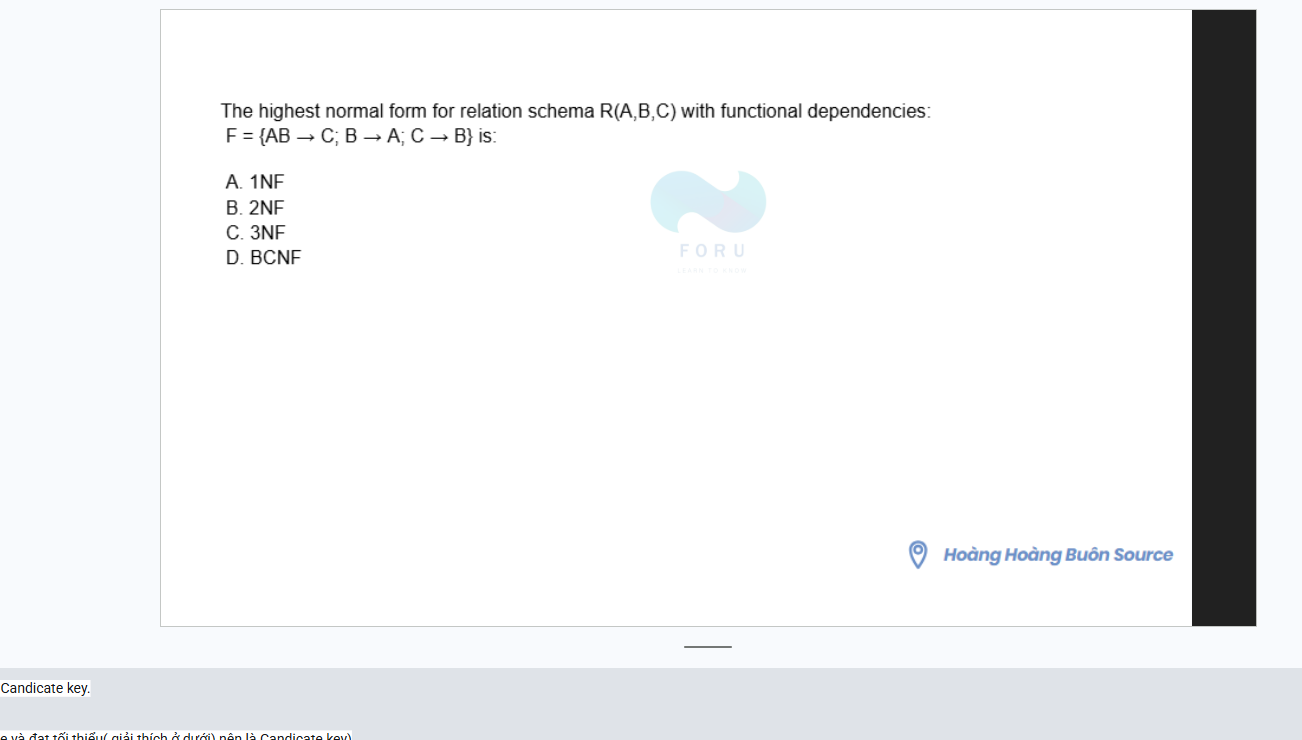 The highest normal form for relation schema R(A,B,C) with functional dependencies:
F = {AB → C; B → A; C → B} is:
A. 1NF
B. 2NF
C. 3NF
D. BCNF
FORU
Hoàng Hoàng Buôn Source
Candicate key.
e và đạt tối thiểu( giải thích ở dưới) nên là Candicate key)